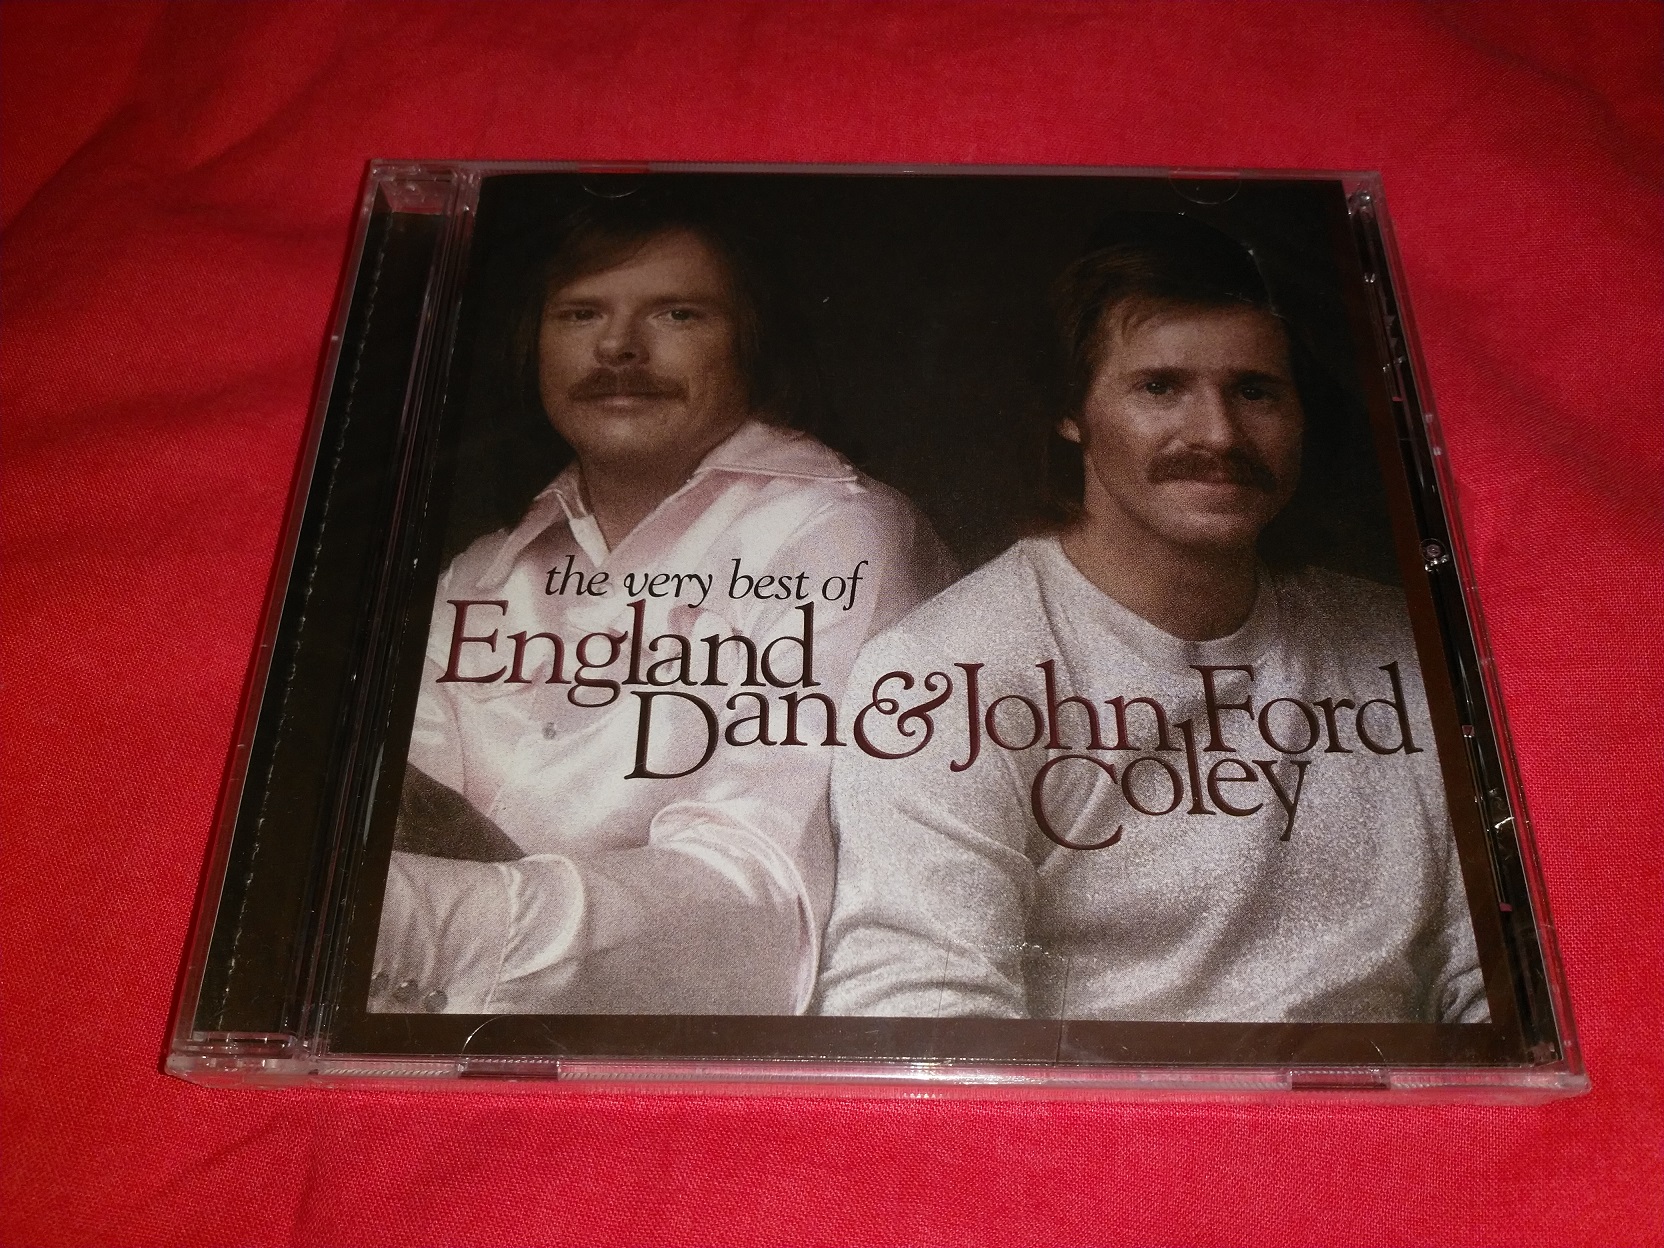 the very best of
England
Dan & John Ford
Coley